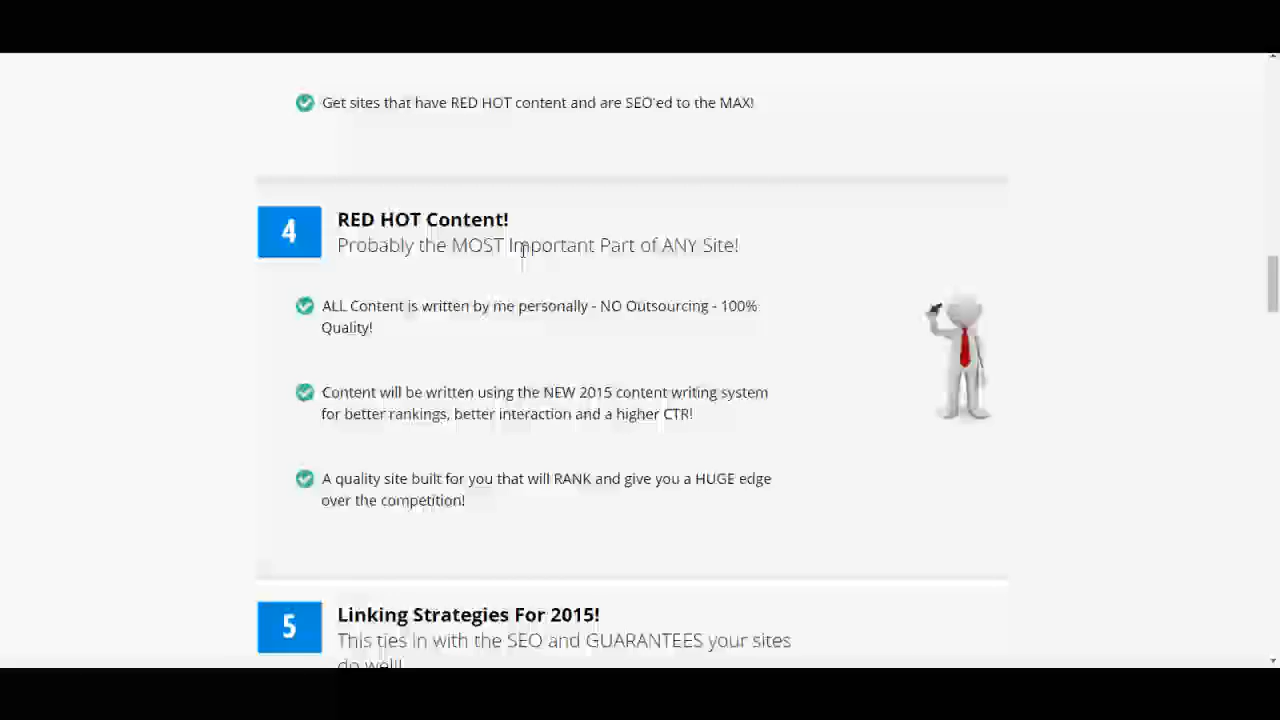 Get sites that have RED HOT content and are SEO'ed to the MAX!
4
RED HOT Content!
Probably the MOST Important Part of ANY Site!
ALL Content is written by me personally - NO Outsourcing - 100%
Quality!
Content will be written using the NEW 2015 content writing system
for better rankings, better interaction and a higher CTR!
A quality site built for you that will RANK and give you a HUGE edge
over the competition!
5
Linking Strategies For 2015!
This ties in with the SEO and GUARANTEES your sites
do well!